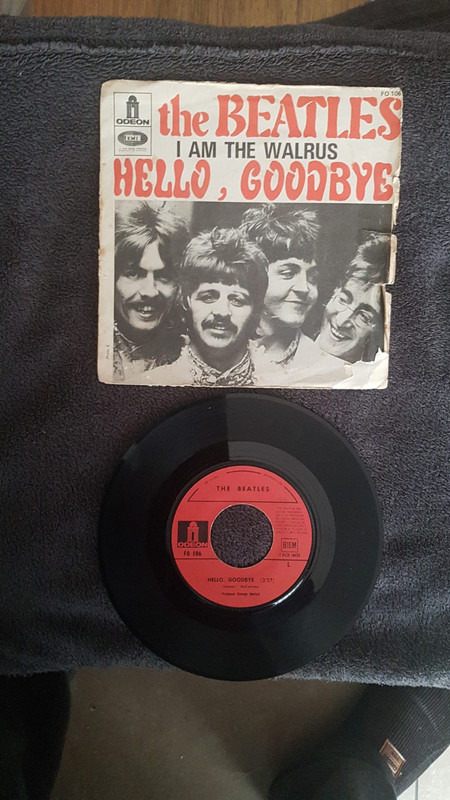 FO 106
ODEON
EMI
the BEATLES
I AM THE WALRUS
HELLO, GOODBYE
THE BEATLES
ODEON
FO 106
BIEM
L
HELLO, GOODBYE